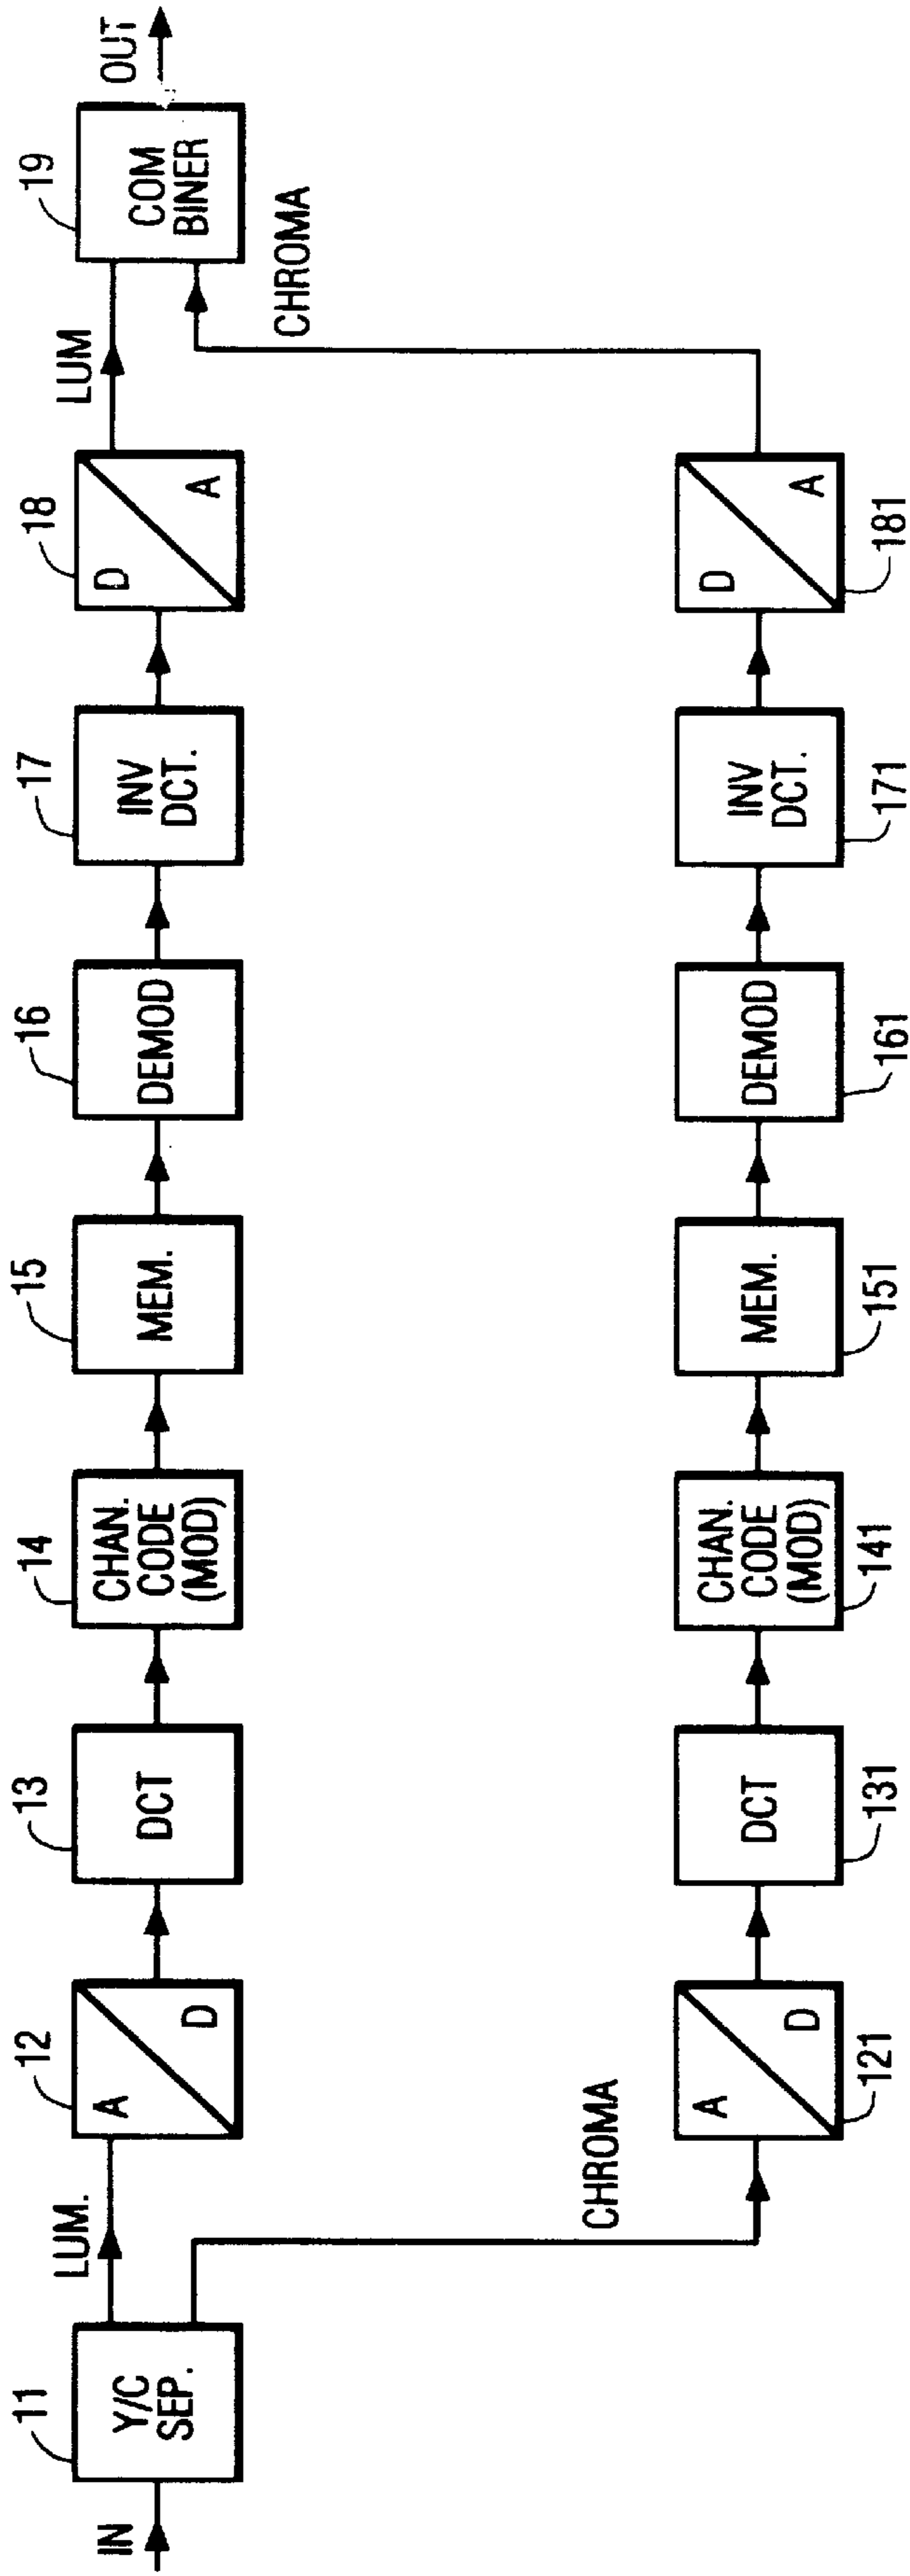 IN
11
Y/C
SEP.
LUM.
12
A
D
13
DCT
14
CHAN.
CODE
(MOD)
15
MEM.
16
DEMOD
17
INV
DCT.
18
D
A
LUM
19
COM
BINER
OUT
CHROMA
A
D
121
DCT
131
CHAN.
CODE
(MOD)
141
MEM.
151
DEMOD
161
INV
DCT.
171
D
A
181
CHROMA